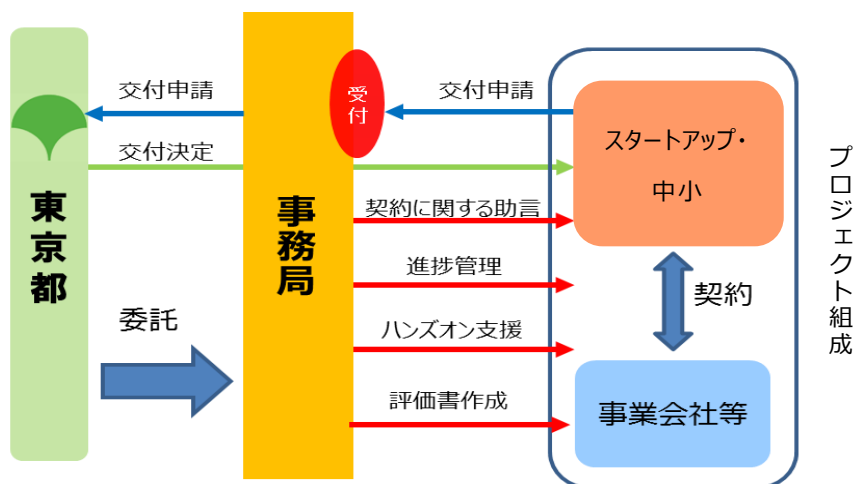 東京都
事務局
交付申請
受付
交付申請
交付決定
スタートアップ・
中小
契約に関する助言
進捗管理
契約
委託
ハンズオン支援
評価書作成
事業会社等
プロジェクト組成